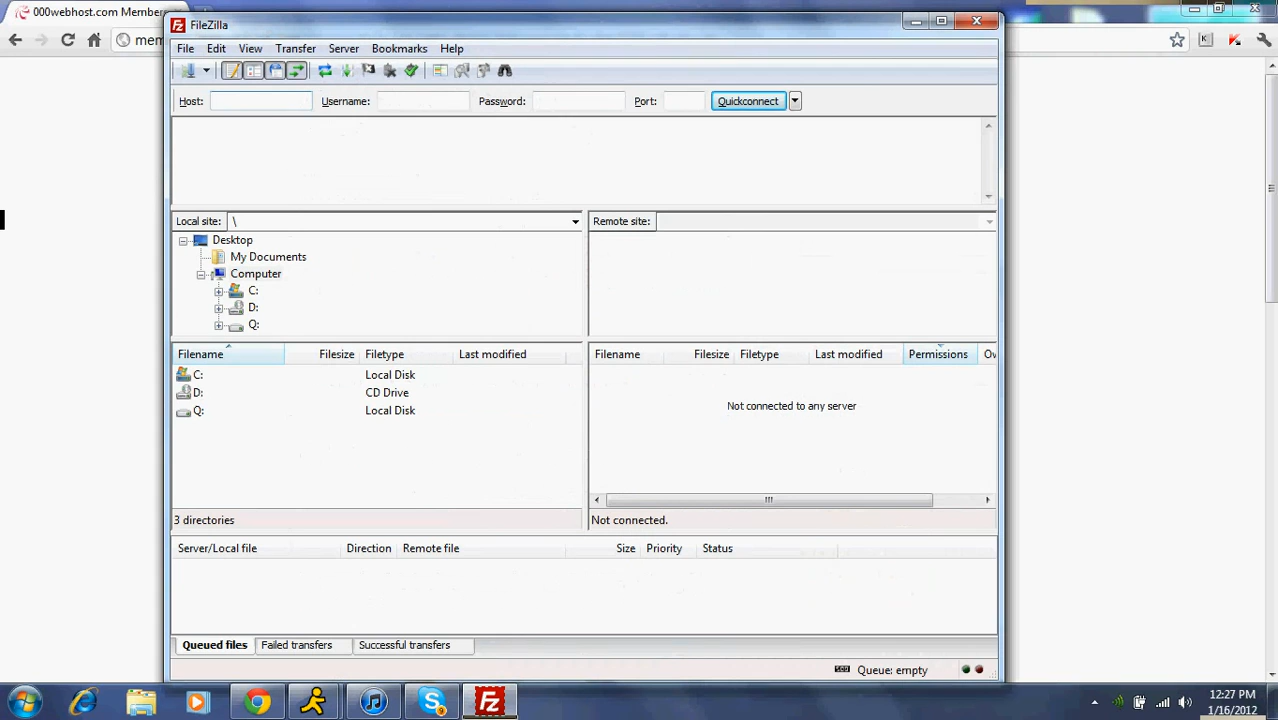 000webhost.com Members
mem
FileZilla
File Edit View Transfer Server Bookmarks Help
Host: Username: Password: Port: Quickconnect
Local site: \
Remote site:
Desktop
My Documents
Computer
C:
D:
Q:
Filename Filesize Filetype Last modified
C: Local Disk
D: CD Drive
Q: Local Disk
3 directories
Filename Filesize Filetype Last modified Permissions Ov
Not connected to any server
Not connected.
Server/Local file Direction Remote file Size Priority Status
Queued files Failed transfers Successful transfers
Queue: empty
12:27 PM
1/16/2012